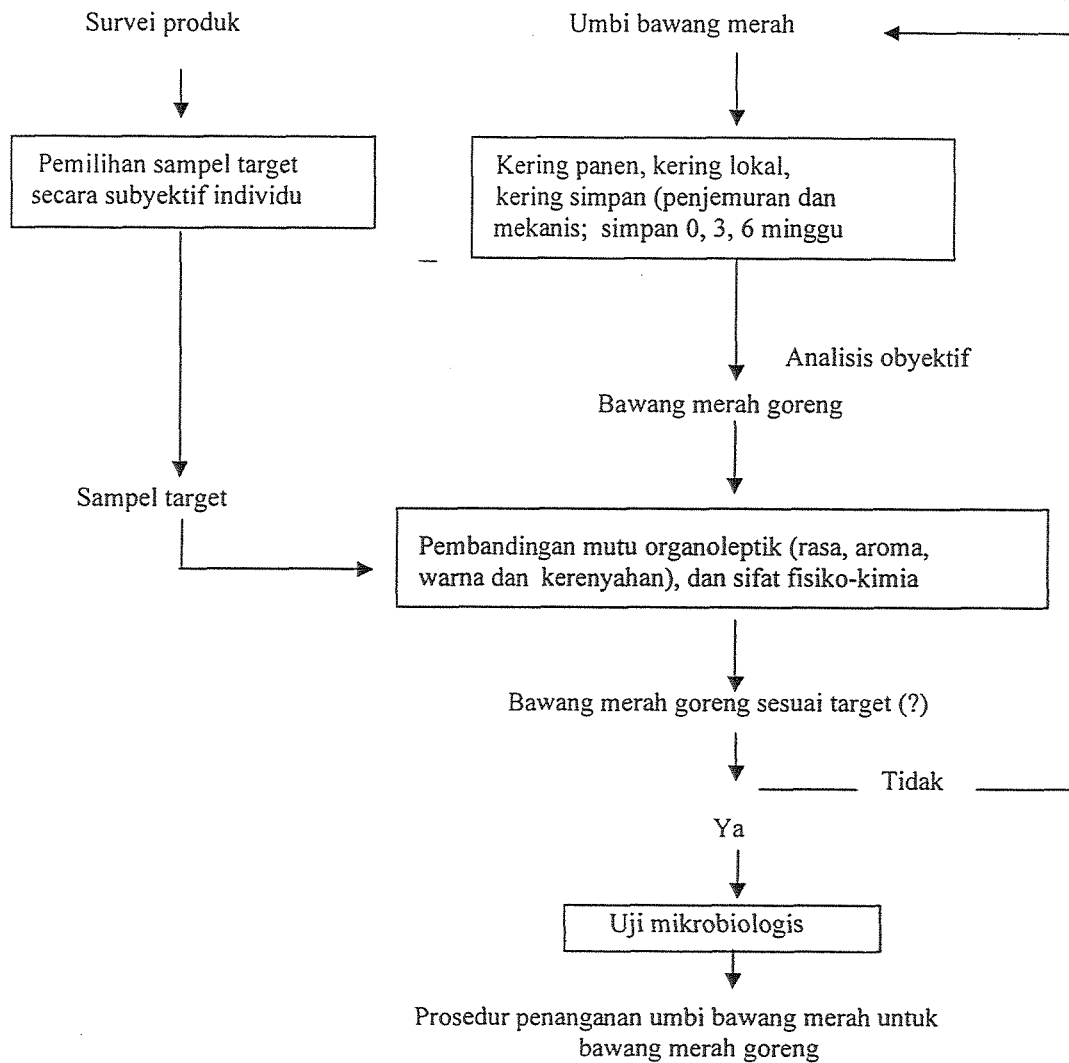 Survei produk
Umbi bawang merah
Pemilihan sampel target
secara subyektif individu
Kering panen, kering lokal,
kering simpan (penjemuran dan
mekanis; simpan 0, 3, 6 minggu
Analisis obyektif
Bawang merah goreng
Sampel target
Pembandingan mutu organoleptik (rasa, aroma,
warna dan kerenyahan), dan sifat fisiko-kimia
Bawang merah goreng sesuai target (?)
Tidak
Ya
Uji mikrobiologis
Prosedur penanganan umbi bawang merah untuk
bawang merah goreng